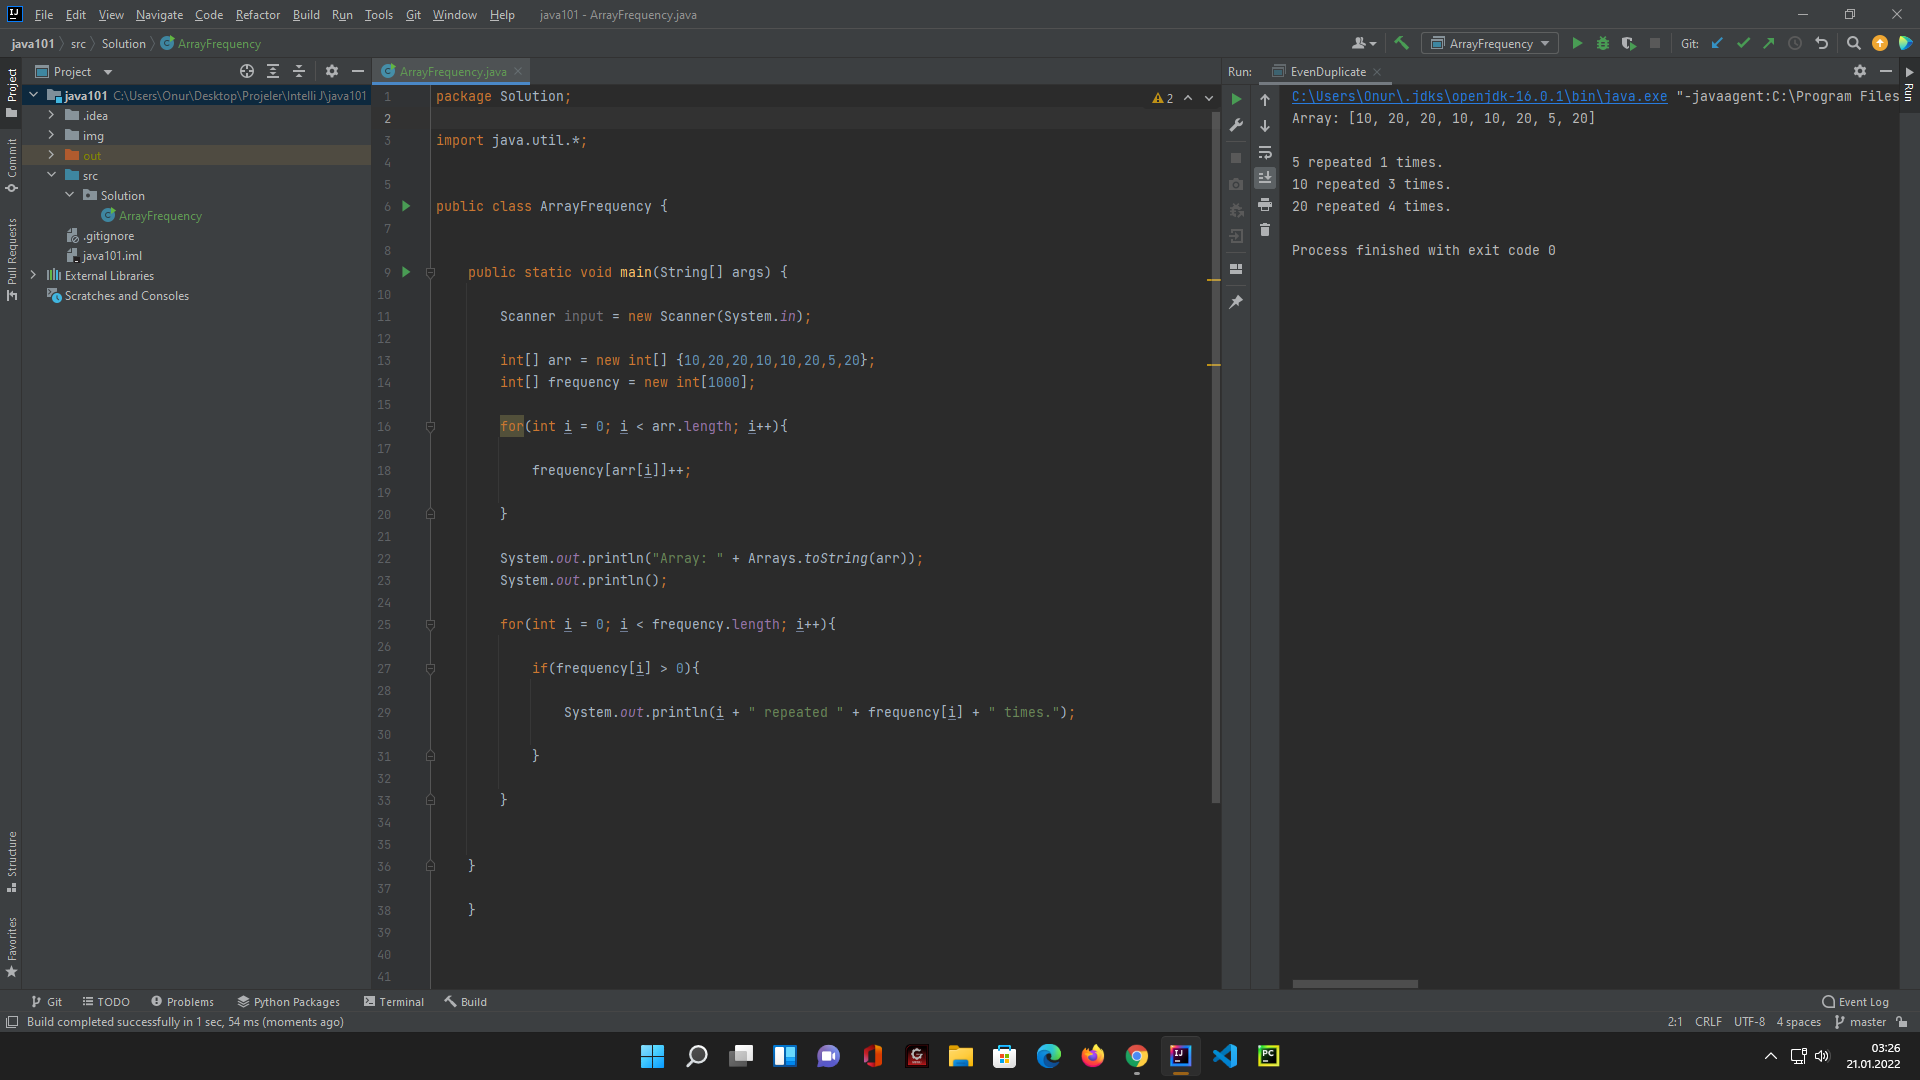 File Edit View Navigate Code Refactor Build Run Tools Git Window Help java101 - ArrayFrequency.java
java101 src Solution ArrayFrequency
ArrayFrequency Git:
Project
ArrayFrequency.java
Run: EvenDuplicate
Project
Commit
Pull Requests
Structure
Favorites
java101 C:\Users\Onur\Desktop\Projeler\Intelli J\java101
.idea
img
out
src
Solution
ArrayFrequency
.gitignore
java101.iml
External Libraries
Scratches and Consoles
2
1 package Solution;
2
3 import java.util.*;
4
5
6 public class ArrayFrequency {
7
8
9 public static void main(String[] args) {
10
11 Scanner input = new Scanner(System.in);
12
13 int[] arr = new int[] {10,20,20,10,10,20,5,20};
14 int[] frequency = new int[1000];
15
16 for(int i = 0; i < arr.length; i++){
17
18 frequency[arr[i]]++;
19
20 }
21
22 System.out.println("Array: " + Arrays.toString(arr));
23 System.out.println();
24
25 for(int i = 0; i < frequency.length; i++){
26
27 if(frequency[i] > 0){
28
29 System.out.println(i + " repeated " + frequency[i] + " times.");
30
31 }
32
33 }
34
35
36 }
37
38 }
39
40
41
C:\Users\Onur\.jdks\openjdk-16.0.1\bin\java.exe "-javaagent:C:\Program Files
Array: [10, 20, 20, 10, 10, 20, 5, 20]
5 repeated 1 times.
10 repeated 3 times.
20 repeated 4 times.
Process finished with exit code 0
Run
Git TODO Problems Python Packages Terminal Build Event Log
Build completed successfully in 1 sec, 54 ms (moments ago) 2:1 CRLF UTF-8 4 spaces master
03:26
21.01.2022